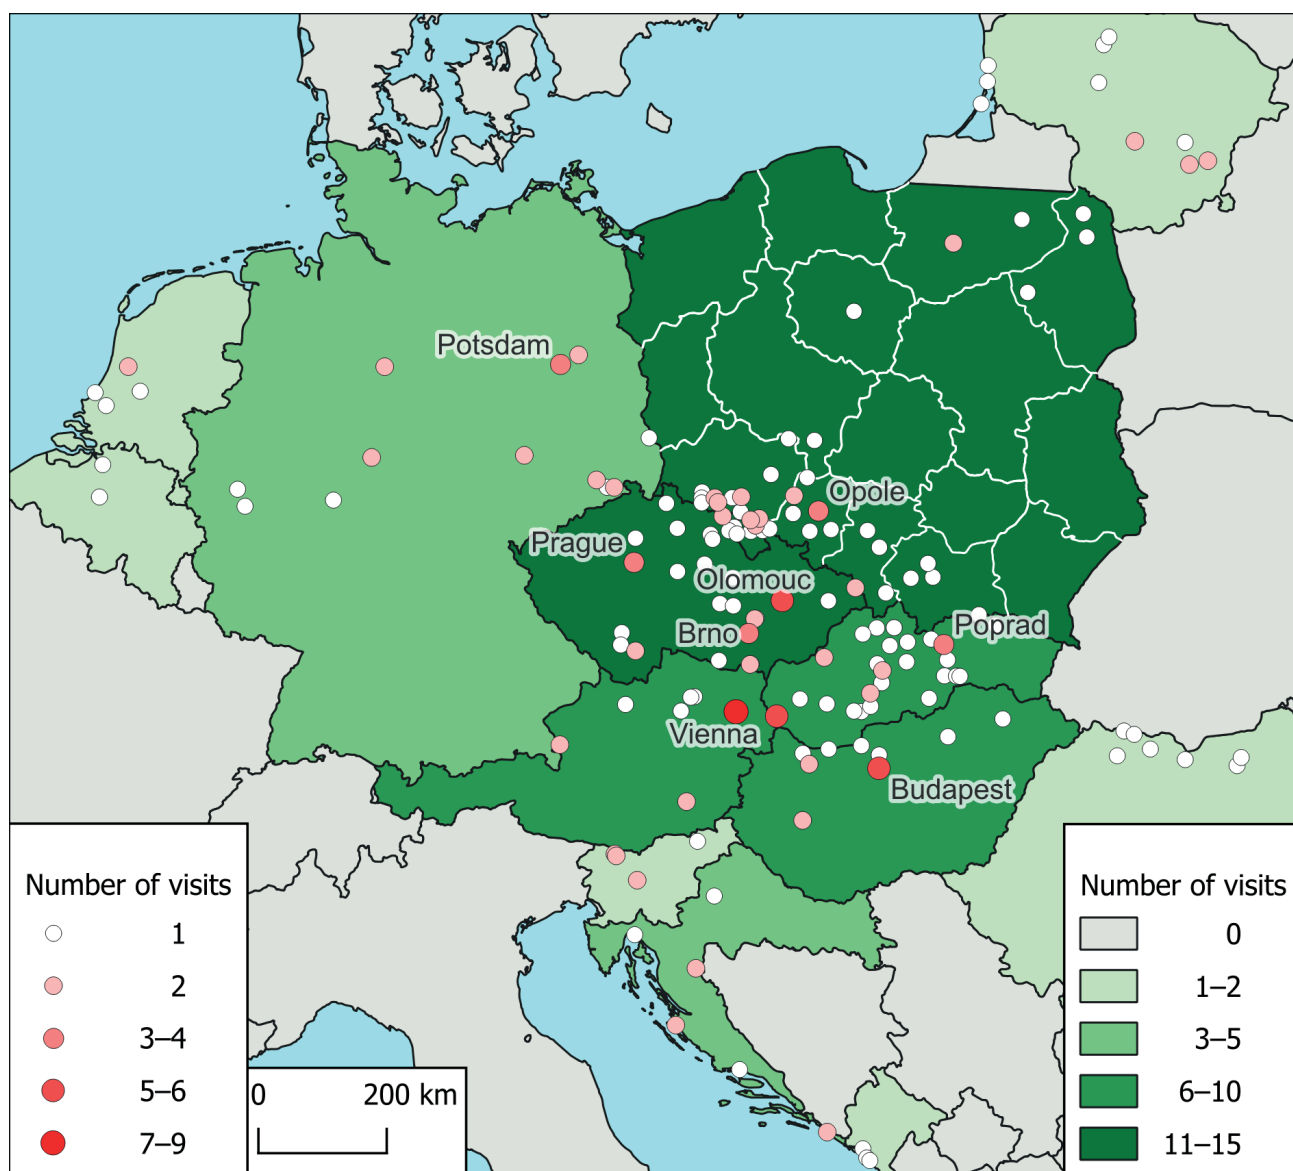 Potsdam
Opole
Prague
Olomouc
Brno
Poprad
Vienna
Budapest
Number of visits
1
2
3–4
5–6
7–9
0
200 km
Number of visits
0
1–2
3–5
6–10
11–15